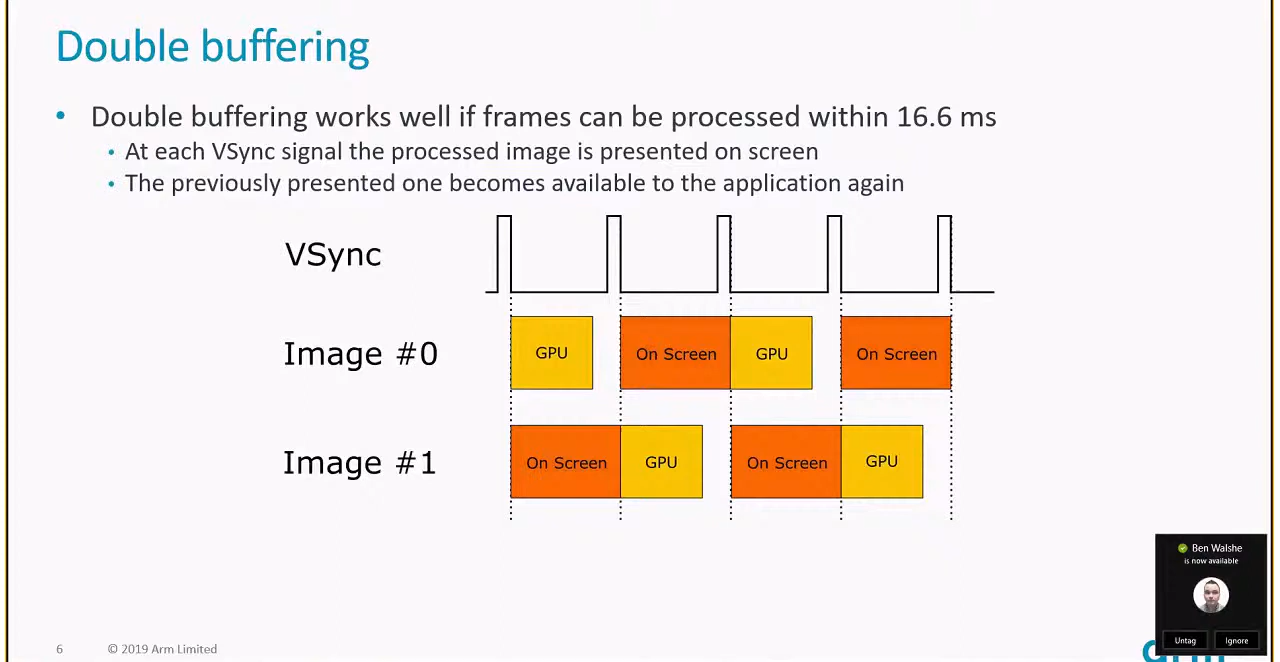 Double buffering
• Double buffering works well if frames can be processed within 16.6 ms
• At each VSync signal the processed image is presented on screen
• The previously presented one becomes available to the application again
VSync
Image #0
GPU
On Screen
GPU
On Screen
Image #1
On Screen
GPU
On Screen
GPU
Ben Walshe
is now available
Untag
Ignore
6
© 2019 Arm Limited
arm